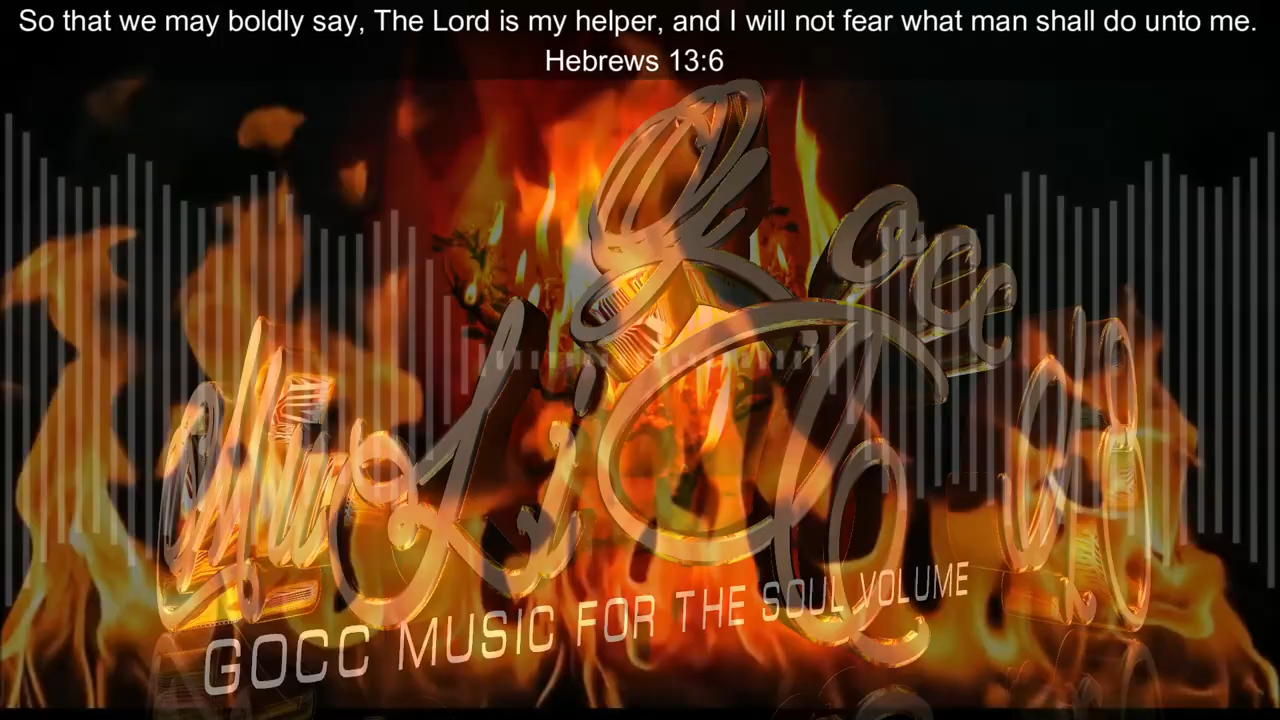 So that we may boldly say, The Lord is my helper, and I will not fear what man shall do unto me.
Hebrews 13:6
Gocc
GOCC MUSIC FOR THE SOUL VOLUME